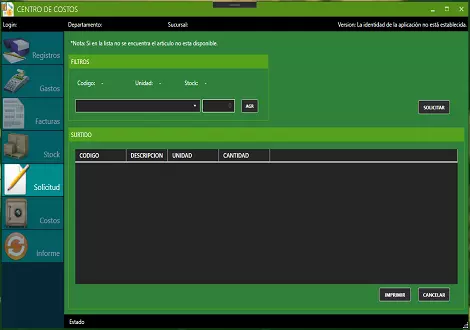 CENTRO DE COSTOS
Login: Departamento: Sucursal: Version: La identidad de la aplicación no está establecida.
*Nota: Si en la lista no se encuentra el articulo no esta disponible.
Registros
Gastos
Facturas
Stock
Solicitud
Costos
Informe
FILTROS
Codigo: - Unidad: - Stock: -
AGR
SOLICITAR
SURTIDO
CODIGO DESCRIPCION UNIDAD CANTIDAD
IMPRIMIR CANCELAR
Estado